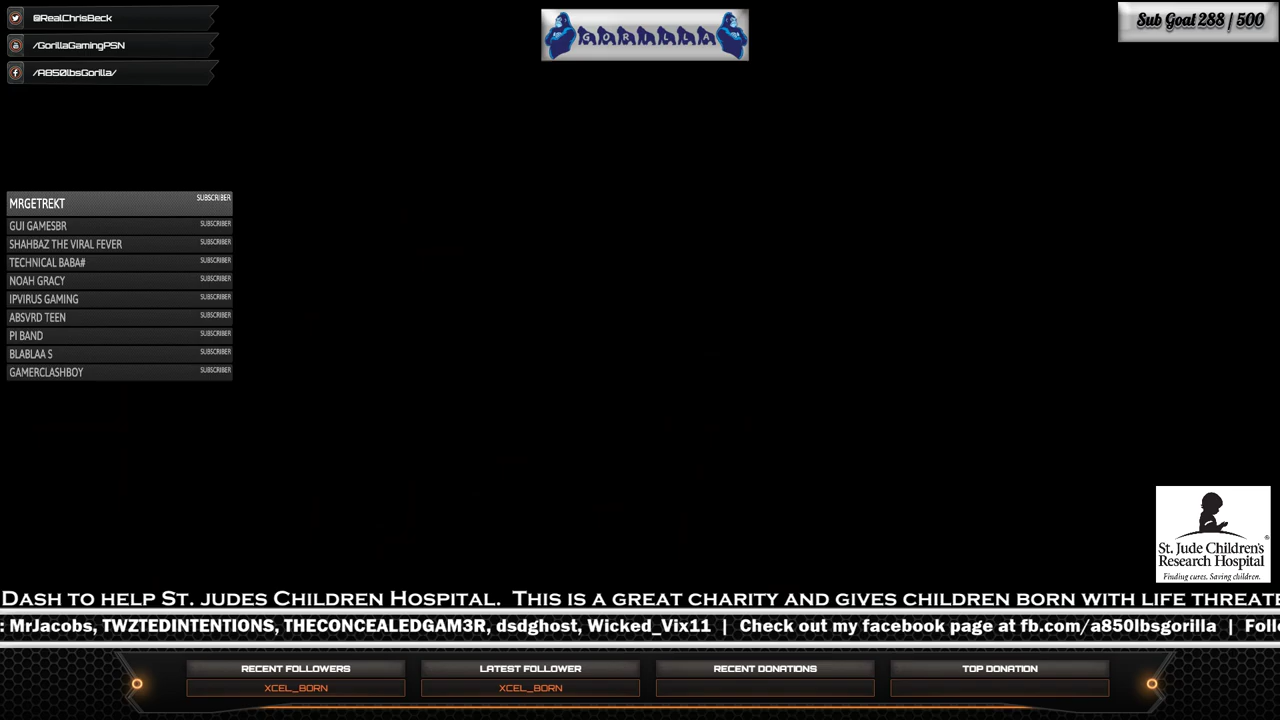 @RealChrisBeck
/GorillaGamingPSN
/A850lbsGorilla/
GORILLA
Sub Goal 288 / 500
MRGETREKT SUBSCRIBER
GUI GAMESBR SUBSCRIBER
SHAHBAZ THE VIRAL FEVER SUBSCRIBER
TECHNICAL BABA# SUBSCRIBER
NOAH GRACY SUBSCRIBER
IPVIRUS GAMING SUBSCRIBER
ABSVRD TEEN SUBSCRIBER
PI BAND SUBSCRIBER
BLABLAA S SUBSCRIBER
GAMERCLASHBOY SUBSCRIBER
St. Jude Children's
Research Hospital
®
Finding cures. Saving children.
DASH TO HELP ST. JUDES CHILDREN HOSPITAL. THIS IS A GREAT CHARITY AND GIVES CHILDREN BORN WITH LIFE THREATE
: MrJacobs, TWZTEDINTENTIONS, THECONCEALEDGAM3R, dsdghost, Wicked_Vix11 | Check out my facebook page at fb.com/a850lbsgorilla | Follo
RECENT FOLLOWERS LATEST FOLLOWER RECENT DONATIONS TOP DONATION
XCEL_BORN XCEL_BORN